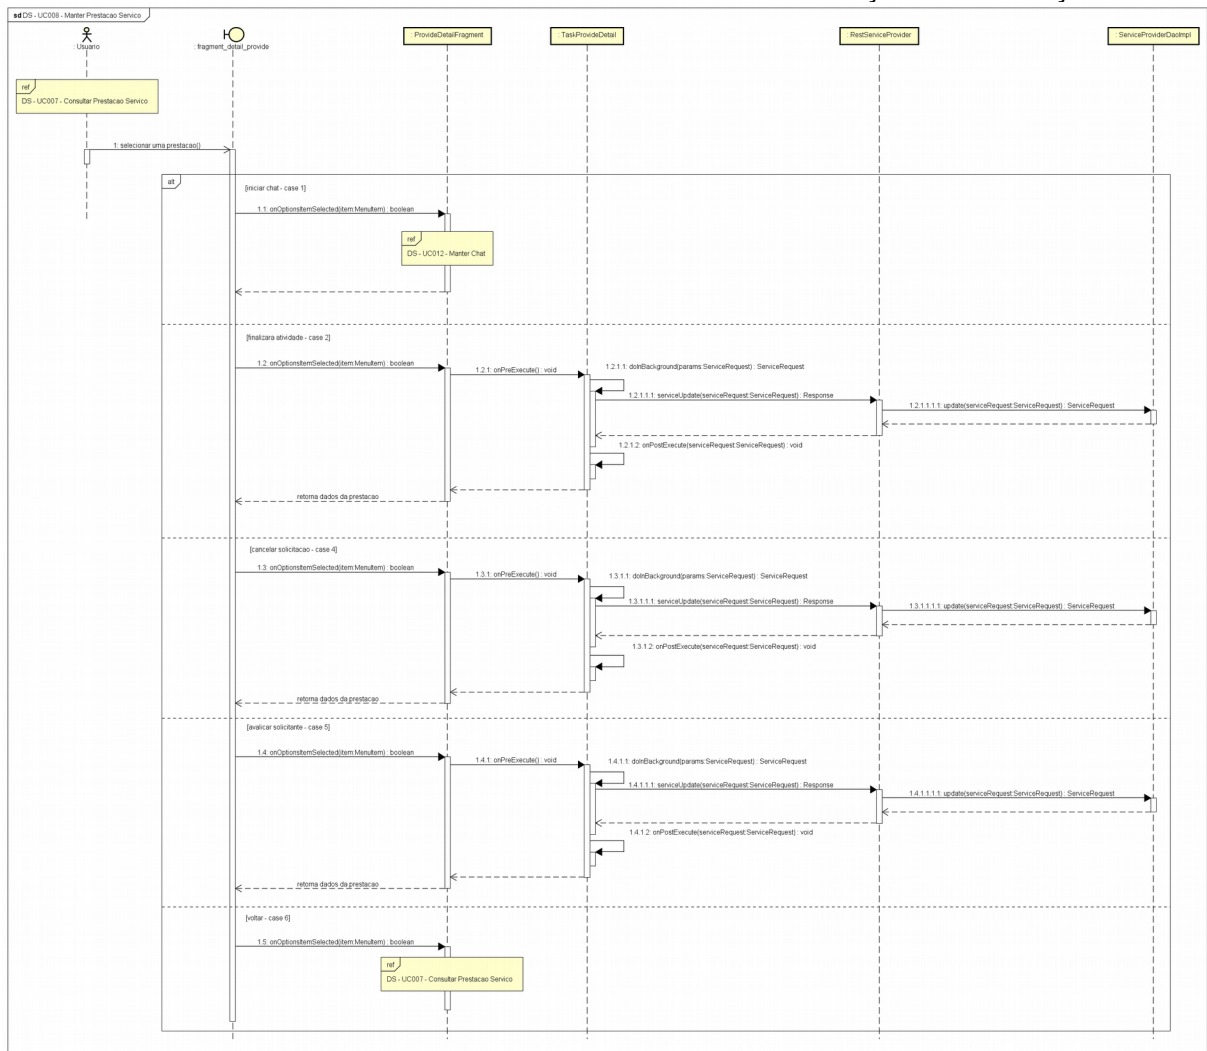 sd DS - UC008 - Manter Prestacao Servico
: Usuario
: fragment_detail_provide
: ProvideDetailFragment
: TaskProvideDetail
: RestServiceProvider
: ServiceProviderDaoImpl
ref
DS - UC007 - Consultar Prestacao Servico
1: selecionar uma prestacao()
alt
[iniciar chat - case 1]
1.1: onOptionsItemSelected(item:MenuItem) : boolean
ref
DS - UC012 - Manter Chat
[finalizara atividade - case 2]
1.2: onOptionsItemSelected(item:MenuItem) : boolean
1.2.1: onPreExecute() : void
1.2.1.1: doInBackground(params:ServiceRequest) : ServiceRequest
1.2.1.1.1: serviceUpdate(serviceRequest:ServiceRequest) : Response
1.2.1.1.1.1: update(serviceRequest:ServiceRequest) : ServiceRequest
1.2.1.2: onPostExecute(serviceRequest:ServiceRequest) : void
retorna dados da prestacao
[cancelar solicitacao - case 4]
1.3: onOptionsItemSelected(item:MenuItem) : boolean
1.3.1: onPreExecute() : void
1.3.1.1: doInBackground(params:ServiceRequest) : ServiceRequest
1.3.1.1.1: serviceUpdate(serviceRequest:ServiceRequest) : Response
1.3.1.1.1.1: update(serviceRequest:ServiceRequest) : ServiceRequest
1.3.1.2: onPostExecute(serviceRequest:ServiceRequest) : void
retorna dados da prestacao
[avalicar solicitante - case 5]
1.4: onOptionsItemSelected(item:MenuItem) : boolean
1.4.1: onPreExecute() : void
1.4.1.1: doInBackground(params:ServiceRequest) : ServiceRequest
1.4.1.1.1: serviceUpdate(serviceRequest:ServiceRequest) : Response
1.4.1.1.1.1: update(serviceRequest:ServiceRequest) : ServiceRequest
1.4.1.2: onPostExecute(serviceRequest:ServiceRequest) : void
retorna dados da prestacao
[voltar - case 6]
1.5: onOptionsItemSelected(item:MenuItem) : boolean
ref
DS - UC007 - Consultar Prestacao Servico